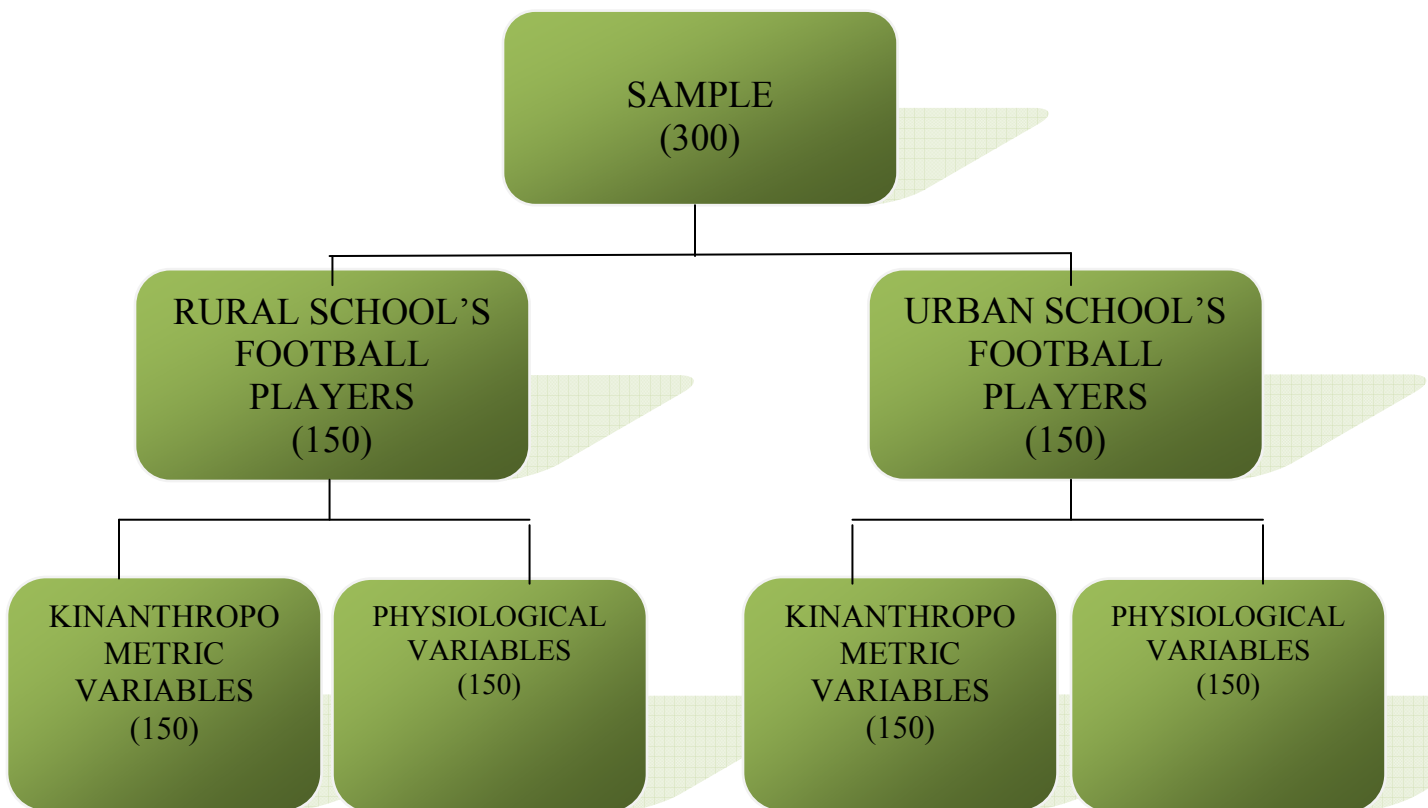 SAMPLE
(300)
RURAL SCHOOL’S
FOOTBALL
PLAYERS
(150)
URBAN SCHOOL’S
FOOTBALL
PLAYERS
(150)
KINANTHROPO
METRIC
VARIABLES
(150)
PHYSIOLOGICAL
VARIABLES
(150)
KINANTHROPO
METRIC
VARIABLES
(150)
PHYSIOLOGICAL
VARIABLES
(150)